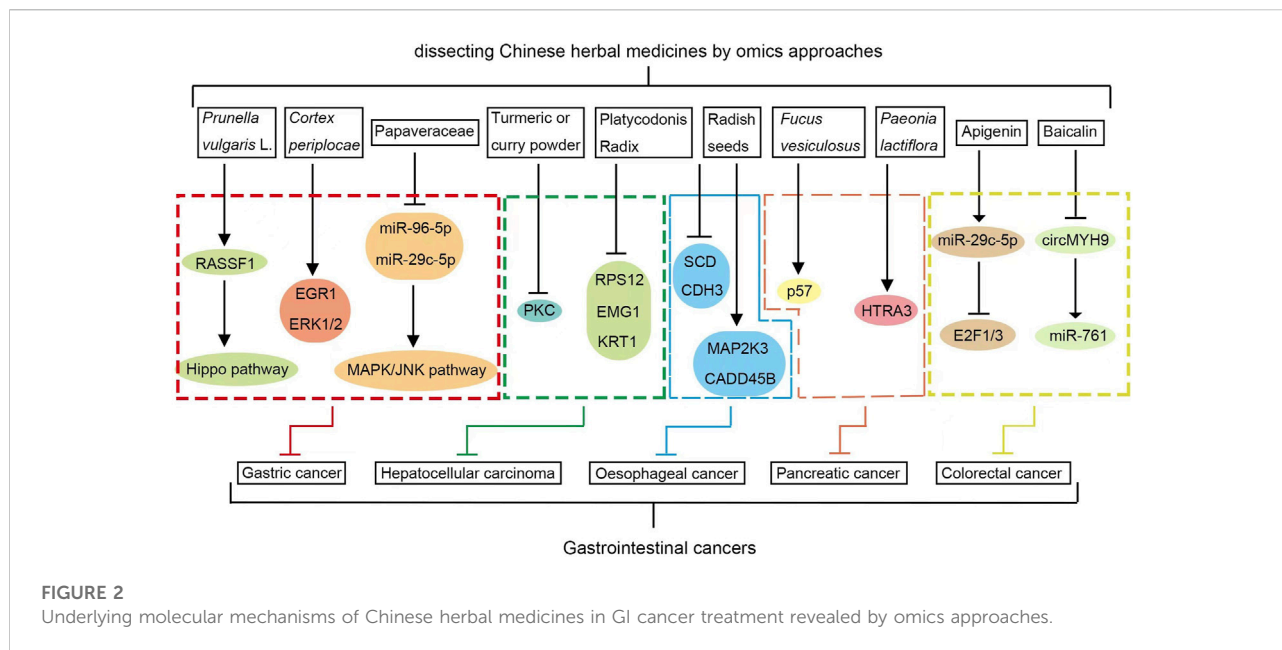 dissecting Chinese herbal medicines by omics approaches
Prunella
vulgaris L.
Cortex
periplocae
Papaveraceae
Turmeric or
curry powder
Platycodonis
Radix
Radish
seeds
Fucus
vesiculosus
Paeonia
lactiflora
Apigenin
Baicalin
RASSF1
Hippo pathway
EGR1
ERK1/2
miR-96-5p
miR-29c-5p
MAPK/JNK pathway
PKC
RPS12
EMG1
KRT1
SCD
CDH3
MAP2K3
CADD45B
p57
HTRA3
miR-29c-5p
E2F1/3
circMYH9
miR-761
Gastric cancer
Hepatocellular carcinoma
Oesophageal cancer
Pancreatic cancer
Colorectal cancer
Gastrointestinal cancers
FIGURE 2
Underlying molecular mechanisms of Chinese herbal medicines in GI cancer treatment revealed by omics approaches.